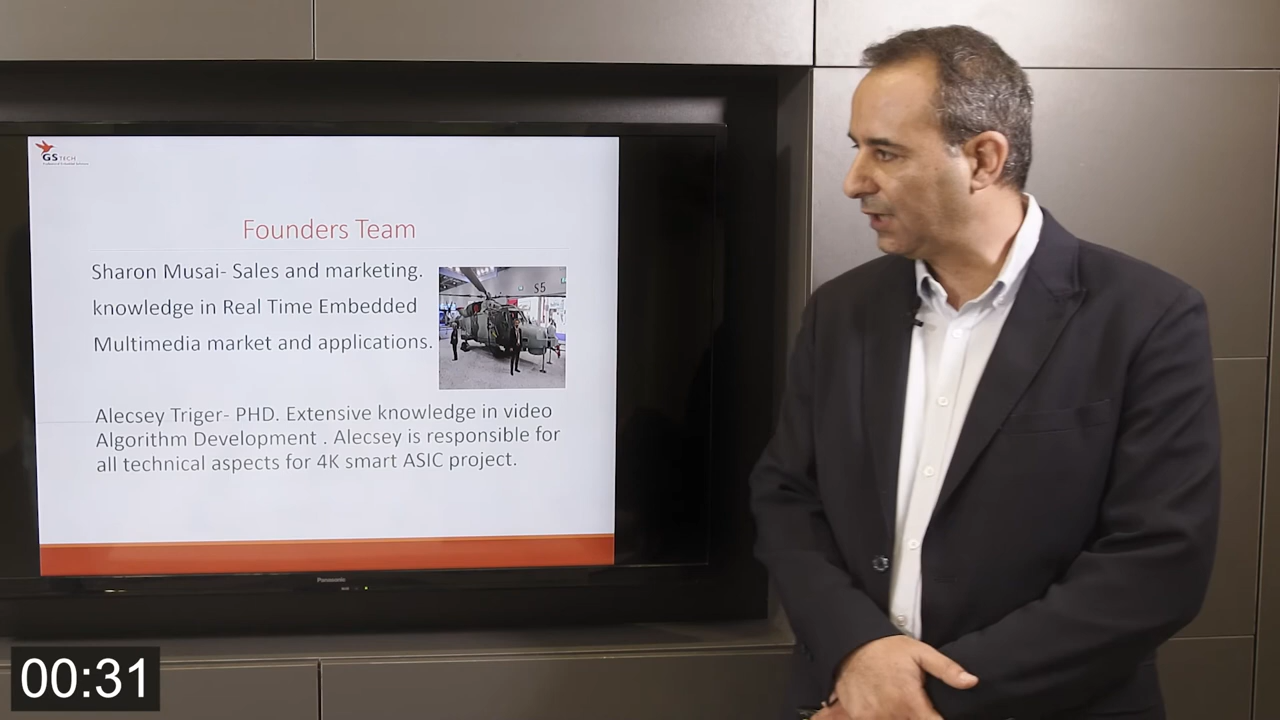 GSTECH
Founders Team
Sharon Musai- Sales and marketing.
knowledge in Real Time Embedded
Multimedia market and applications.
S5
Alecsey Triger- PHD. Extensive knowledge in video
Algorithm Development . Alecsey is responsible for
all technical aspects for 4K smart ASIC project.
Panasonic
00:31